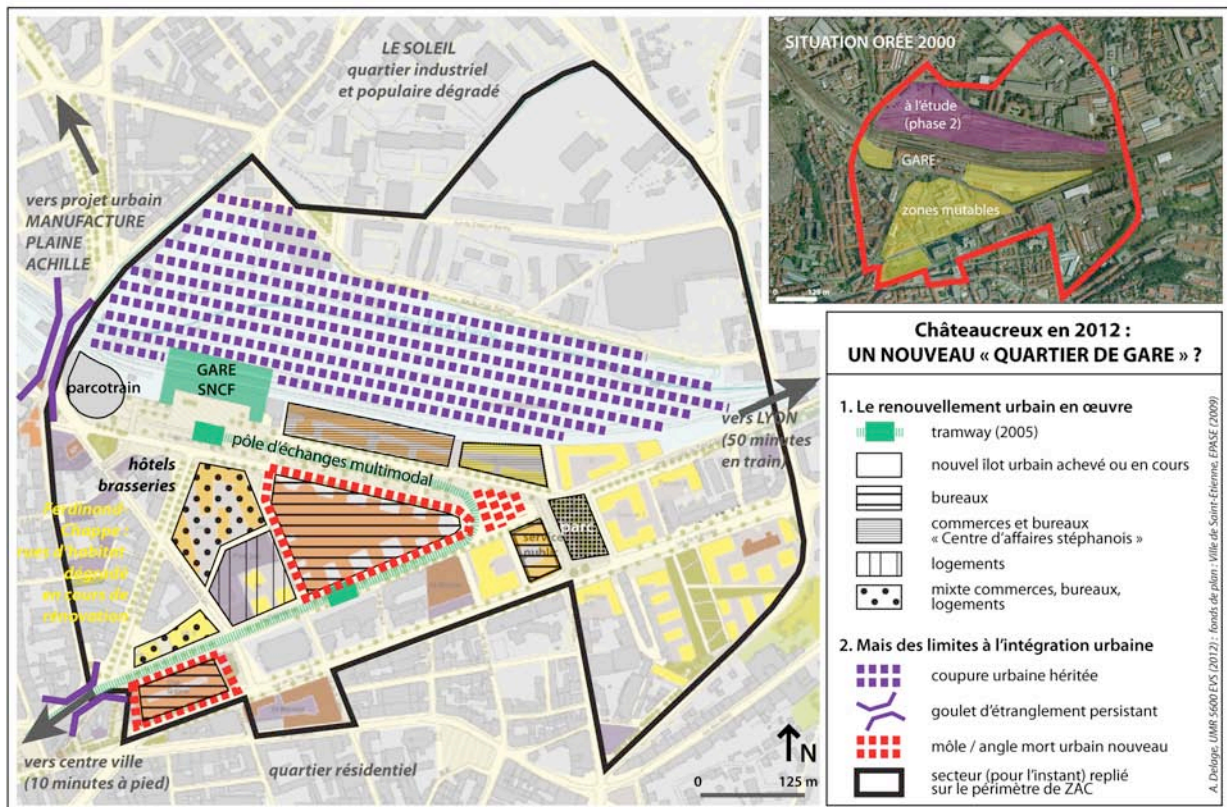 LE SOLEIL
quartier industriel
et populaire dégradé
vers projet urbain
MANUFACTURE
PLAINE
ACHILLE
parcotrain
GARE
SNCF
pôle d'échanges multimodal
hôtels
brasseries
Ferdinand
Chappe :
rues d'habitat
dégradé
en cours de
rénovation
parc
vers LYON
(50 minutes
en train)
vers centre ville
(10 minutes à pied)
quartier résidentiel
N
0 125 m
SITUATION ORÉE 2000
à l'étude
(phase 2)
GARE
zones mutables
0 125 m
Châteaucreux en 2012 :
UN NOUVEAU « QUARTIER DE GARE » ?
1. Le renouvellement urbain en œuvre
tramway (2005)
nouvel îlot urbain achevé ou en cours
bureaux
commerces et bureaux
« Centre d'affaires stéphanois »
logements
mixte commerces, bureaux,
logements
2. Mais des limites à l'intégration urbaine
coupure urbaine héritée
goulet d'étranglement persistant
môle / angle mort urbain nouveau
secteur (pour l'instant) replié
sur le périmètre de ZAC
A. Delage, UMR 5600 EVS (2012) ; fonds de plan : Ville de Saint-Etienne, EPASE (2009)